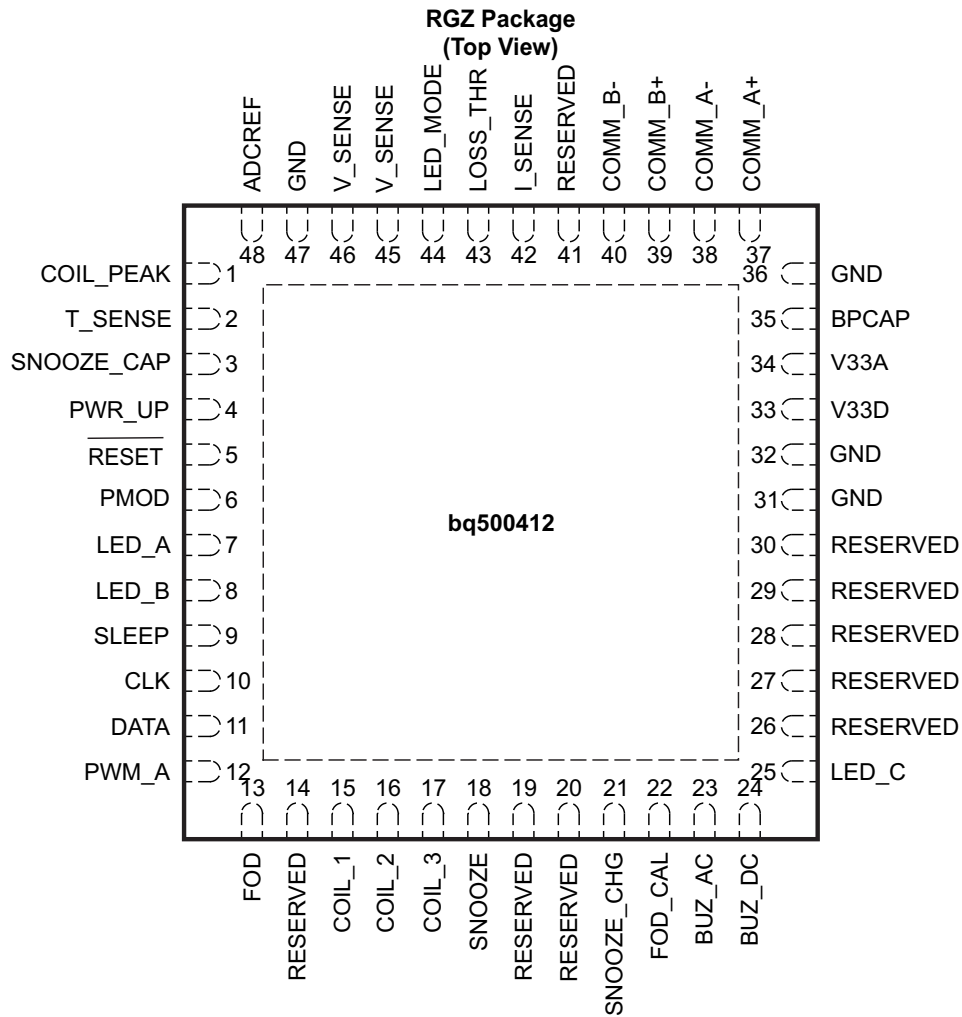 RGZ Package
(Top View)
ADCREF
GND
V_SENSE
V_SENSE
LED_MODE
LOSS_THR
I_SENSE
RESERVED
COMM_B-
COMM_B+
COMM_A-
COMM_A+
48 47 46 45 44 43 42 41 40 39 38 37
COIL_PEAK 1
36 GND
T_SENSE 2
35 BPCAP
SNOOZE_CAP 3
34 V33A
PWR_UP 4
33 V33D
RESET 5
32 GND
PMOD 6
31 GND
bq500412
LED_A 7
30 RESERVED
LED_B 8
29 RESERVED
SLEEP 9
28 RESERVED
CLK 10
27 RESERVED
DATA 11
26 RESERVED
PWM_A 12
25 LED_C
13 14 15 16 17 18 19 20 21 22 23 24
FOD
RESERVED
COIL_1
COIL_2
COIL_3
SNOOZE
RESERVED
RESERVED
SNOOZE_CHG
FOD_CAL
BUZ_AC
BUZ_DC